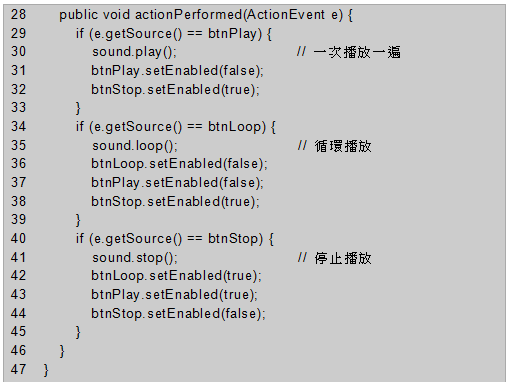 28 public void actionPerformed(ActionEvent e) {
29 if (e.getSource() == btnPlay) {
30 sound.play(); // 一次播放一遍
31 btnPlay.setEnabled(false);
32 btnStop.setEnabled(true);
33 }
34 if (e.getSource() == btnLoop) {
35 sound.loop(); // 循環播放
36 btnLoop.setEnabled(false);
37 btnPlay.setEnabled(false);
38 btnStop.setEnabled(true);
39 }
40 if (e.getSource() == btnStop) {
41 sound.stop(); // 停止播放
42 btnLoop.setEnabled(true);
43 btnPlay.setEnabled(true);
44 btnStop.setEnabled(false);
45 }
46 }
47 }